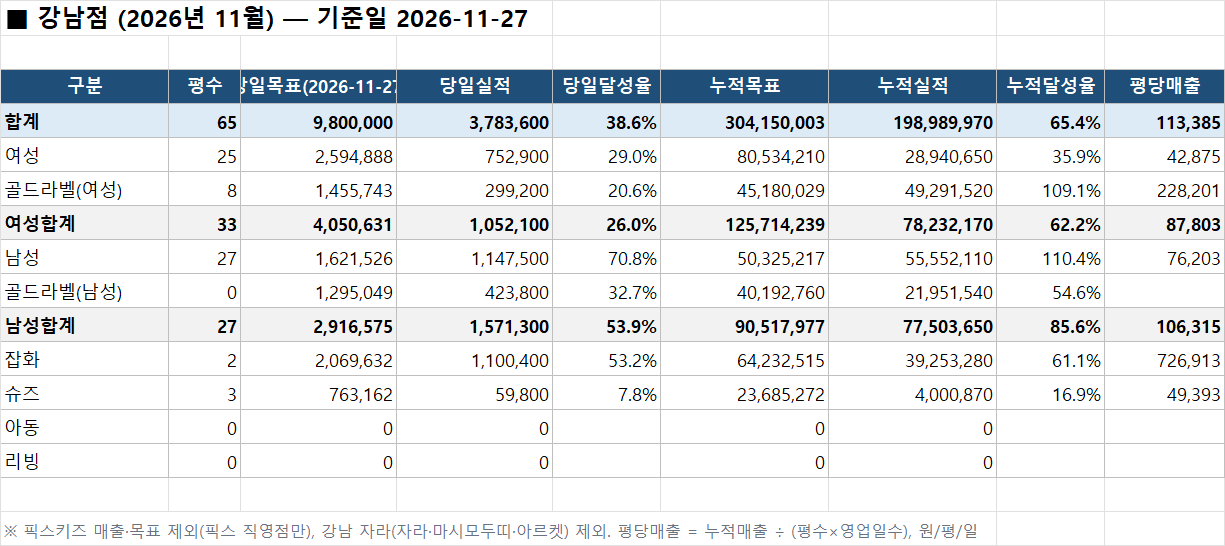 ■ 강남점 (2026년 11월) — 기준일 2026-11-27
구분 평수 당일목표(2026-11-27 당일실적 당일달성율 누적목표 누적실적 누적달성율 평당매출
합계 65 9,800,000 3,783,600 38.6% 304,150,003 198,989,970 65.4% 113,385
여성 25 2,594,888 752,900 29.0% 80,534,210 28,940,650 35.9% 42,875
골드라벨(여성) 8 1,455,743 299,200 20.6% 45,180,029 49,291,520 109.1% 228,201
여성합계 33 4,050,631 1,052,100 26.0% 125,714,239 78,232,170 62.2% 87,803
남성 27 1,621,526 1,147,500 70.8% 50,325,217 55,552,110 110.4% 76,203
골드라벨(남성) 0 1,295,049 423,800 32.7% 40,192,760 21,951,540 54.6%
남성합계 27 2,916,575 1,571,300 53.9% 90,517,977 77,503,650 85.6% 106,315
잡화 2 2,069,632 1,100,400 53.2% 64,232,515 39,253,280 61.1% 726,913
슈즈 3 763,162 59,800 7.8% 23,685,272 4,000,870 16.9% 49,393
아동 0 0 0 0 0
리빙 0 0 0 0 0
※ 픽스키즈 매출·목표 제외(픽스 직영점만), 강남 자라(자라·마시모두띠·아르켓) 제외. 평당매출 = 누적매출 ÷ (평수×영업일수), 원/평/일